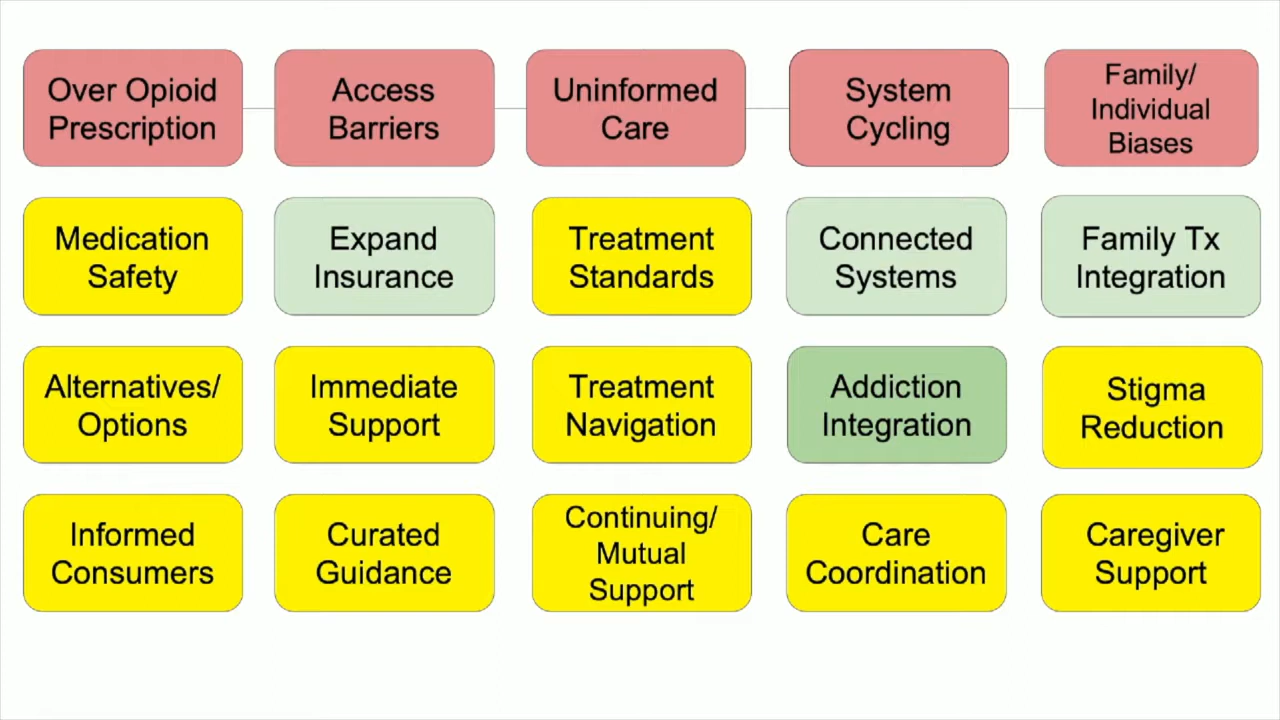 Over Opioid
Prescription
Access
Barriers
Uninformed
Care
System
Cycling
Family/
Individual
Biases
Medication
Safety
Expand
Insurance
Treatment
Standards
Connected
Systems
Family Tx
Integration
Alternatives/
Options
Immediate
Support
Treatment
Navigation
Addiction
Integration
Stigma
Reduction
Informed
Consumers
Curated
Guidance
Continuing/
Mutual
Support
Care
Coordination
Caregiver
Support